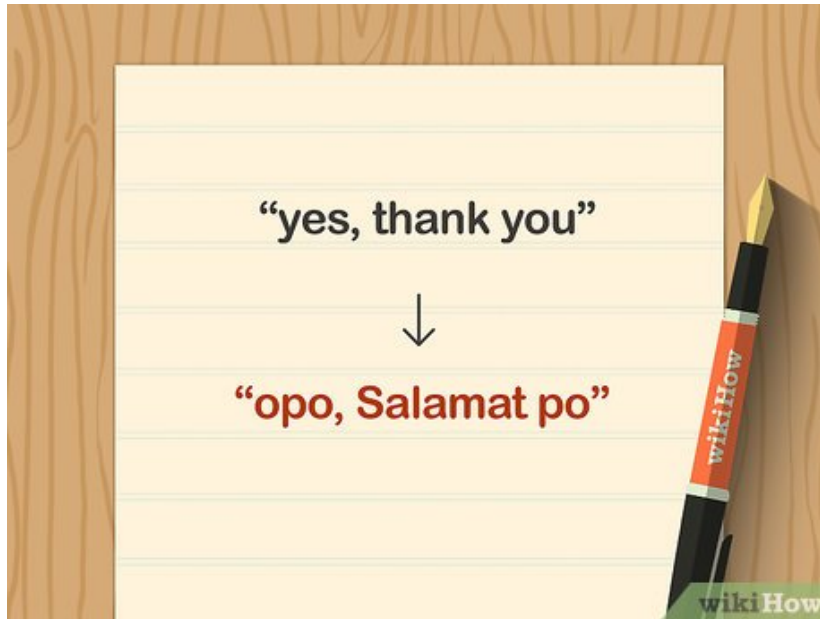 “yes, thank you”
↓
“opo, Salamat po”
wikiHow
wikiHow